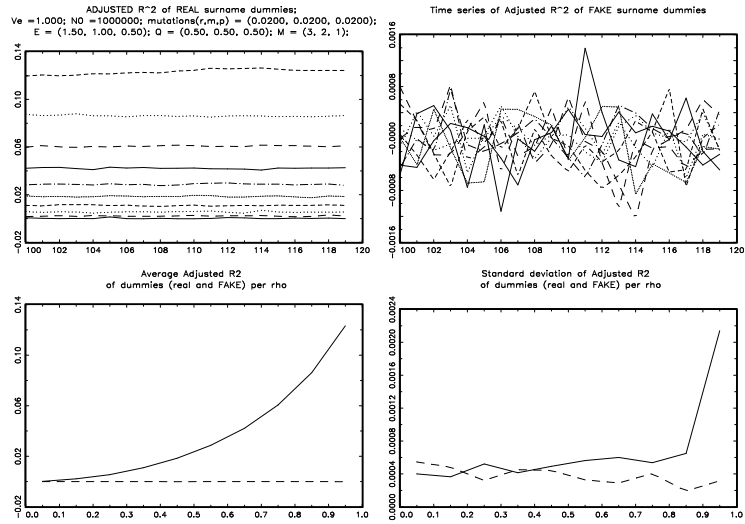 ADJUSTED R^2 of REAL surname dummies;
Ve =1.000; NO =1000000; mutations(r,m,p) = (0.0200, 0.0200, 0.0200);
E = (1.50, 1.00, 0.50); Q = (0.50, 0.50, 0.50); M = (3, 2, 1);
0.14
0.10
0.06
0.02
-0.02
100 102 104 106 108 110 112 114 116 118 120
Time series of Adjusted R^2 of FAKE surname dummies
0.0016
0.0008
-0.0000
-0.0008
-0.0016
100 102 104 106 108 110 112 114 116 118 120
Average Adjusted R2
of dummies (real and FAKE) per rho
0.14
0.10
0.06
0.02
-0.02
0.0 0.1 0.2 0.3 0.4 0.5 0.6 0.7 0.8 0.9 1.0
Standard deviation of Adjusted R2
of dummies (real and FAKE) per rho
0.0024
0.0020
0.0016
0.0012
0.0008
0.0004
0.0000
0.0 0.1 0.2 0.3 0.4 0.5 0.6 0.7 0.8 0.9 1.0